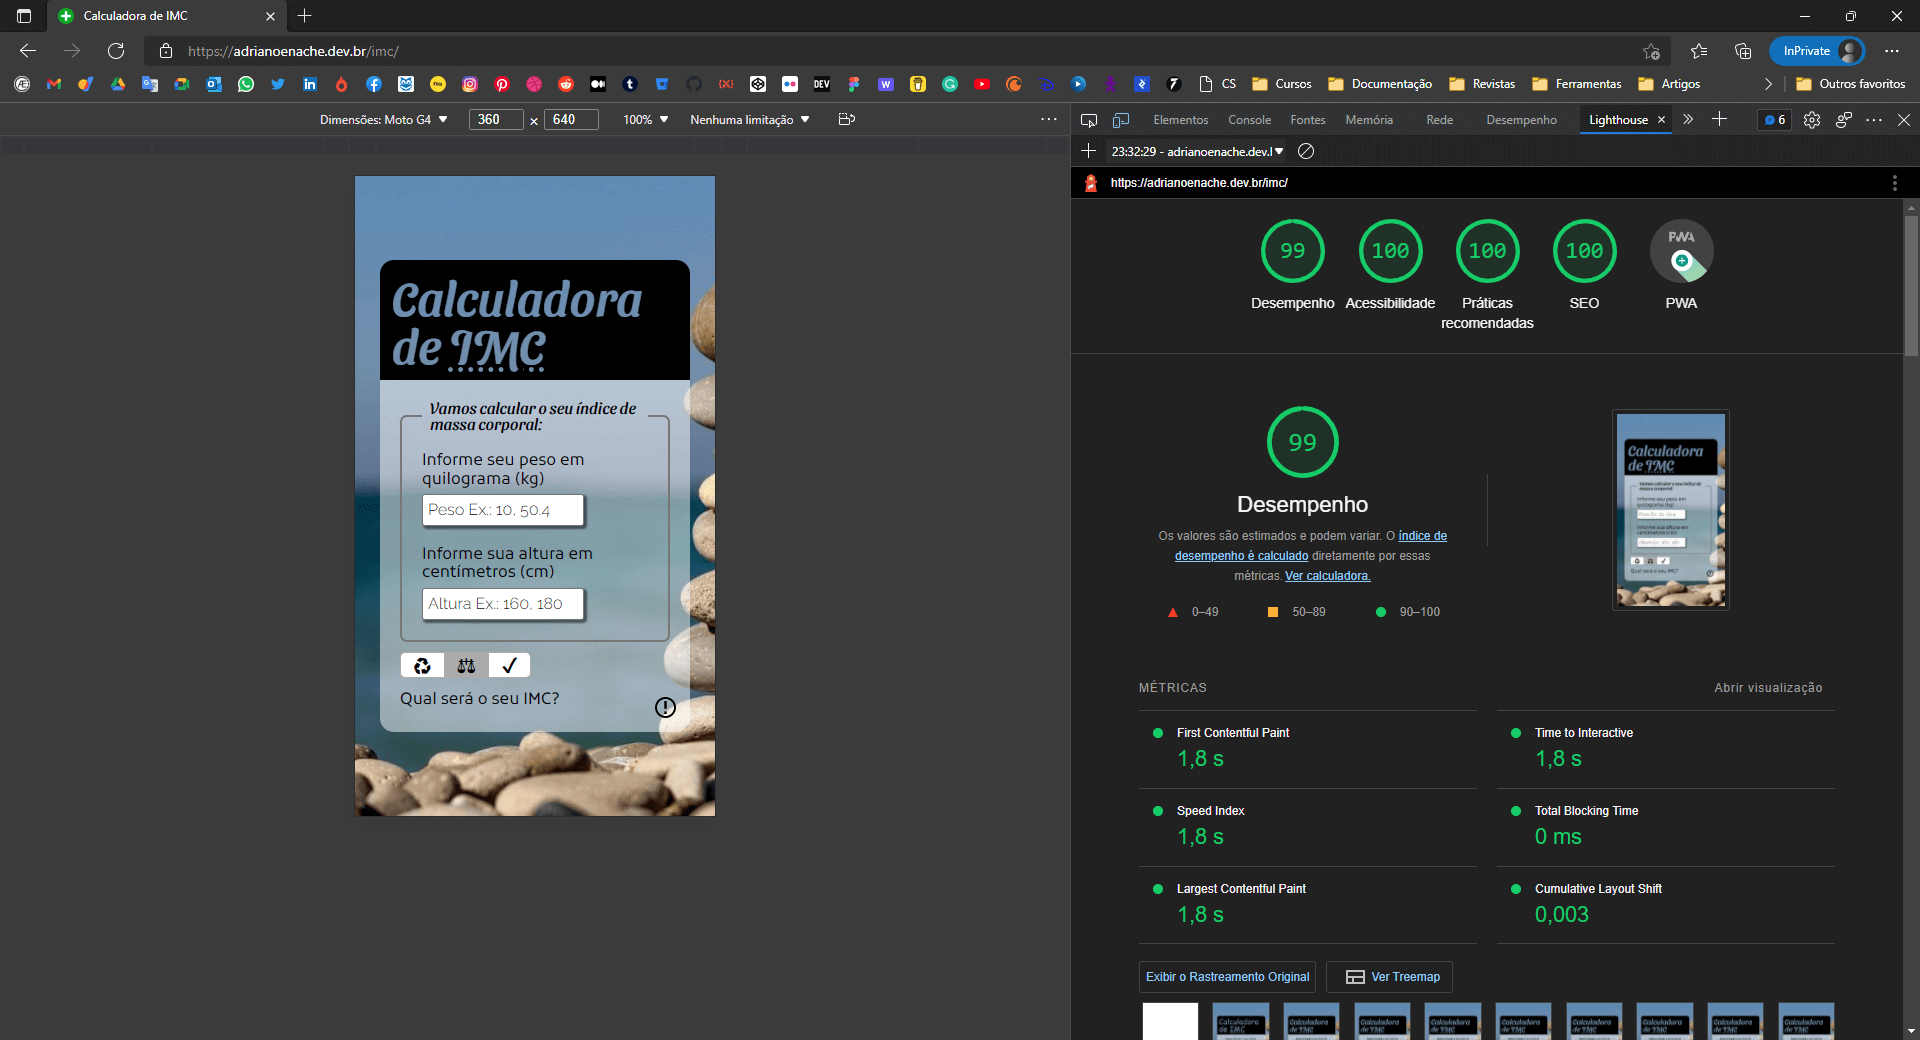 Calculadora de IMC
https://adrianoenache.dev.br/imc/
InPrivate
DEV
CS
Cursos
Documentação
Revistas
Ferramentas
Artigos
Outros favoritos
Dimensões: Moto G4
360 × 640
100%
Nenhuma limitação
Elementos
Console
Fontes
Memória
Rede
Desempenho
Lighthouse
6
23:32:29 - adrianoenache.dev.l
https://adrianoenache.dev.br/imc/
Calculadora
de IMC
Vamos calcular o seu índice de
massa corporal:
Informe seu peso em
quilograma (kg)
Peso Ex.: 10, 50.4
Informe sua altura em
centímetros (cm)
Altura Ex.: 160, 180
Qual será o seu IMC?
99
Desempenho
100
Acessibilidade
100
Práticas
recomendadas
100
SEO
PWA
PWA
99
Desempenho
Os valores são estimados e podem variar. O índice de
desempenho é calculado diretamente por essas
métricas. Ver calculadora.
0–49
50–89
90–100
Calculadora
de IMC
MÉTRICAS
Abrir visualização
First Contentful Paint
1,8 s
Time to Interactive
1,8 s
Speed Index
1,8 s
Total Blocking Time
0 ms
Largest Contentful Paint
1,8 s
Cumulative Layout Shift
0,003
Exibir o Rastreamento Original
Ver Treemap